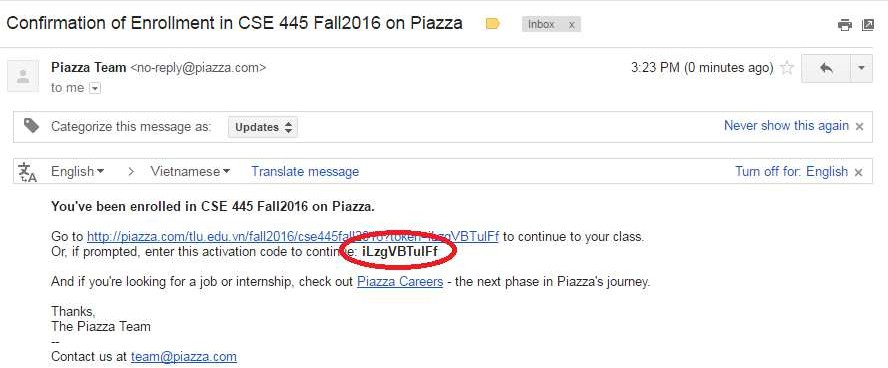 Confirmation of Enrollment in CSE 445 Fall2016 on Piazza Inbox x
Piazza Team <no-reply@piazza.com> 3:23 PM (0 minutes ago)
to me
Categorize this message as: Updates Never show this again ×
English > Vietnamese Translate message Turn off for: English ×
You've been enrolled in CSE 445 Fall2016 on Piazza.
Go to http://piazza.com/tlu.edu.vn/fall2016/cse445fall2016?token=iLzgVBTulFf to continue to your class.
Or, if prompted, enter this activation code to continue: iLzgVBTulFf
And if you're looking for a job or internship, check out Piazza Careers - the next phase in Piazza's journey.
Thanks,
The Piazza Team
--
Contact us at team@piazza.com